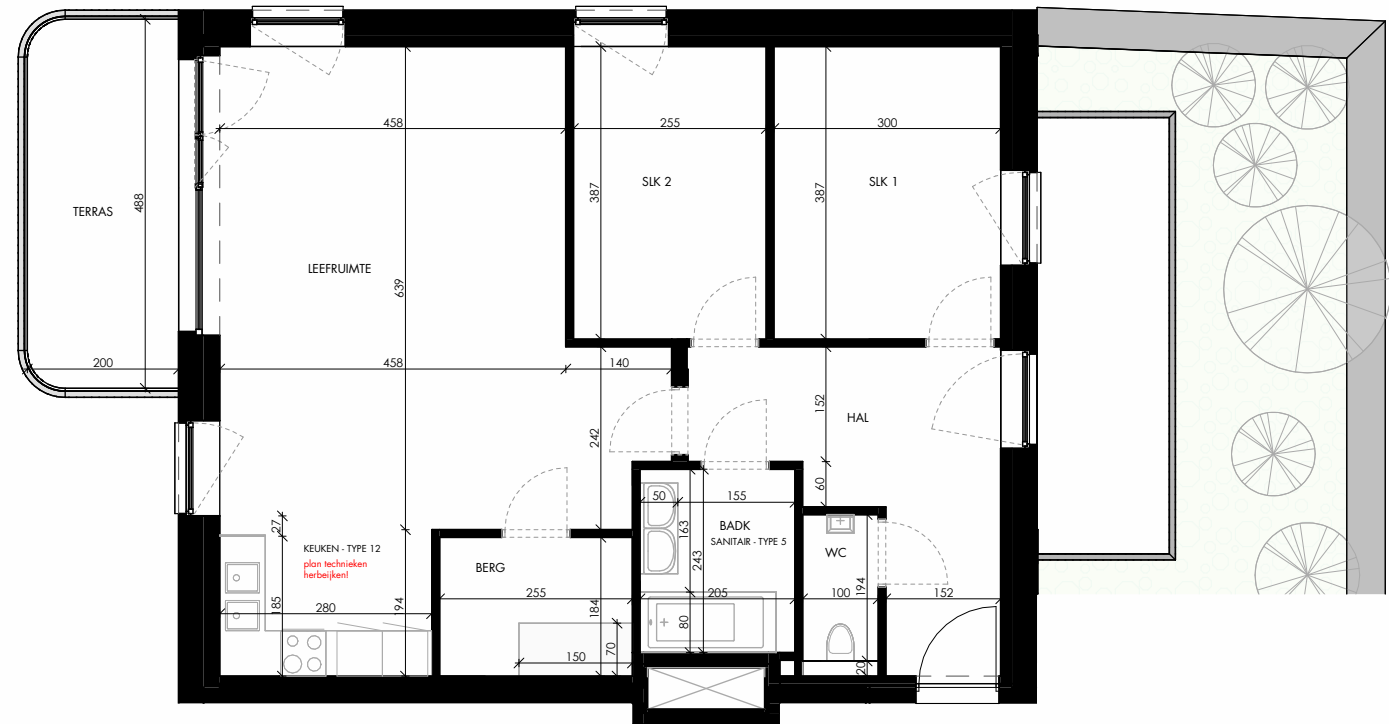 458
255
300
SLK 2
SLK 1
387
387
TERRAS
488
LEEFRUIMTE
639
200
458
140
152
HAL
242
60
50
155
27
163
BADK
SANITAIR - TYPE 5
KEUKEN - TYPE 12
plan technieken
herbeijken!
WC
243
BERG
194
185
280
194
255
184
205
100
152
80
70
150
20